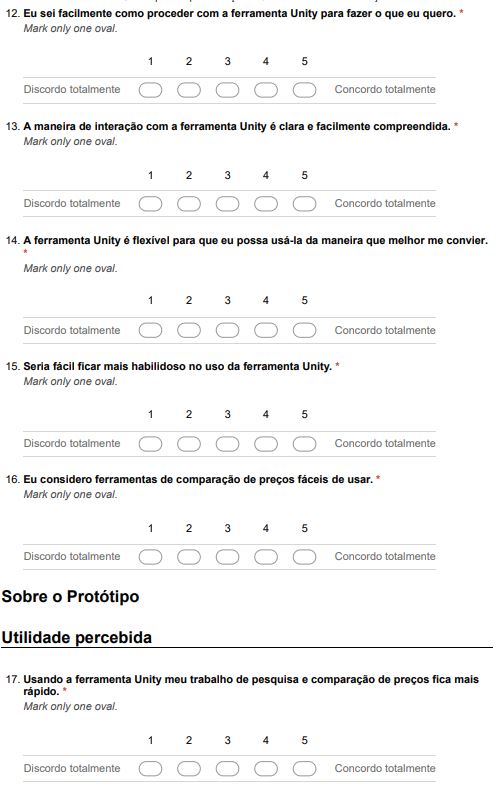 12. Eu sei facilmente como proceder com a ferramenta Unity para fazer o que eu quero. *
Mark only one oval.
1 2 3 4 5
Discordo totalmente Concordo totalmente
13. A maneira de interação com a ferramenta Unity é clara e facilmente compreendida. *
Mark only one oval.
1 2 3 4 5
Discordo totalmente Concordo totalmente
14. A ferramenta Unity é flexível para que eu possa usá-la da maneira que melhor me convier.
*
Mark only one oval.
1 2 3 4 5
Discordo totalmente Concordo totalmente
15. Seria fácil ficar mais habilidoso no uso da ferramenta Unity. *
Mark only one oval.
1 2 3 4 5
Discordo totalmente Concordo totalmente
16. Eu considero ferramentas de comparação de preços fáceis de usar. *
Mark only one oval.
1 2 3 4 5
Discordo totalmente Concordo totalmente
Sobre o Protótipo
Utilidade percebida
17. Usando a ferramenta Unity meu trabalho de pesquisa e comparação de preços fica mais
rápido. *
Mark only one oval.
1 2 3 4 5
Discordo totalmente Concordo totalmente